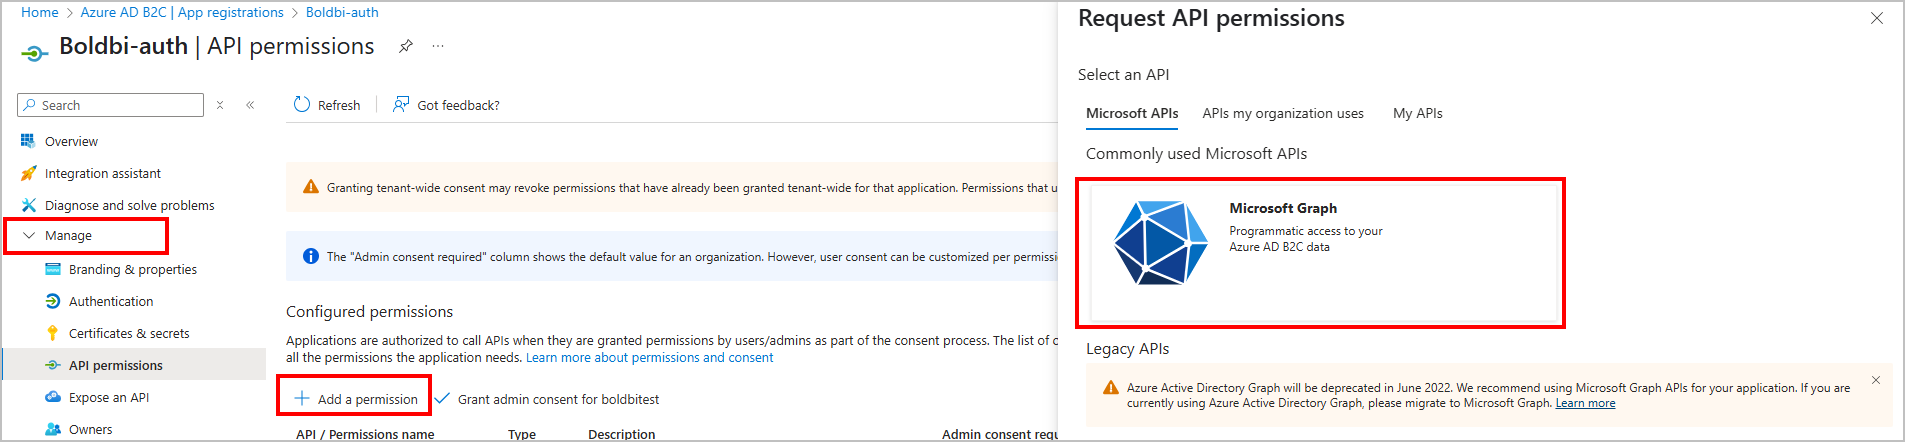 Home > Azure AD B2C | App registrations > Boldbi-auth
Boldbi-auth | API permissions
Search
Overview
Integration assistant
Diagnose and solve problems
Manage
Branding & properties
Authentication
Certificates & secrets
API permissions
Expose an API
Owners
Refresh
Got feedback?
Granting tenant-wide consent may revoke permissions that have already been granted tenant-wide for that application. Permissions that u
The "Admin consent required" column shows the default value for an organization. However, user consent can be customized per permissi
Configured permissions
Applications are authorized to call APIs when they are granted permissions by users/admins as part of the consent process. The list of c
all the permissions the application needs. Learn more about permissions and consent
Add a permission
Grant admin consent for boldbitest
API / Permissions name Type Description Admin consent requ
Request API permissions
Select an API
Microsoft APIs APIs my organization uses My APIs
Commonly used Microsoft APIs
Microsoft Graph
Programmatic access to your
Azure AD B2C data
Legacy APIs
Azure Active Directory Graph will be deprecated in June 2022. We recommend using Microsoft Graph APIs for your application. If you are
currently using Azure Active Directory Graph, please migrate to Microsoft Graph. Learn more